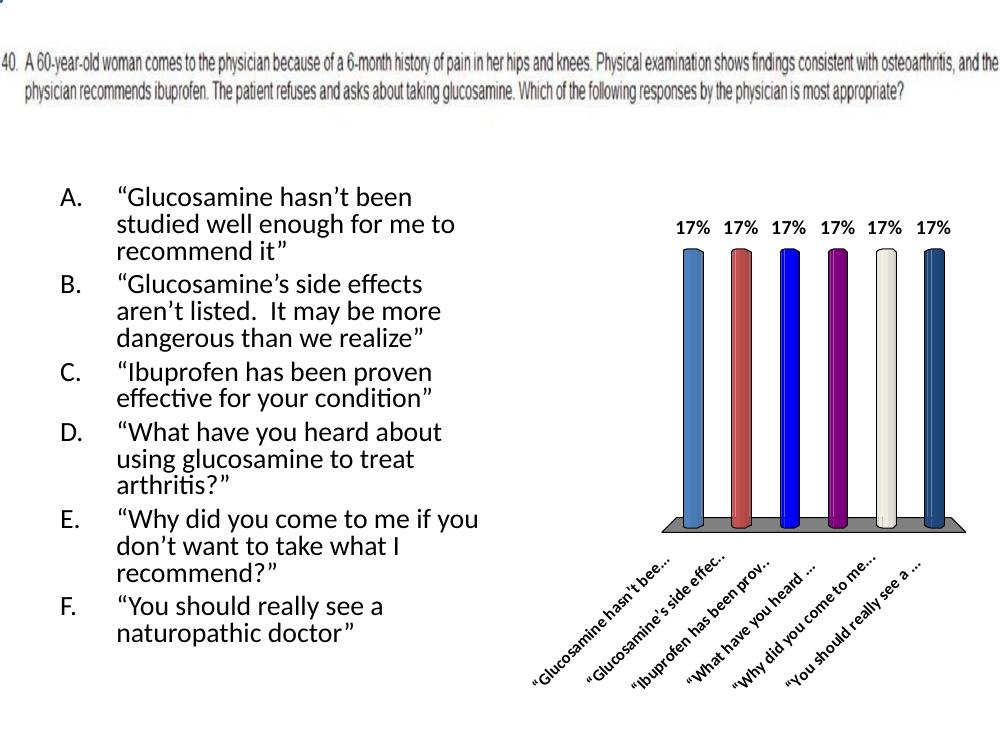 40. A 60-year-old woman comes to the physician because of a 6-month history of pain in her hips and knees. Physical examination shows findings consistent with osteoarthritis, and the
physician recommends ibuprofen. The patient refuses and asks about taking glucosamine. Which of the following responses by the physician is most appropriate?
A. “Glucosamine hasn’t been
studied well enough for me to
recommend it”
B. “Glucosamine’s side effects
aren’t listed.  It may be more
dangerous than we realize”
C. “Ibuprofen has been proven
effective for your condition”
D. “What have you heard about
using glucosamine to treat
arthritis?”
E. “Why did you come to me if you
don’t want to take what I
recommend?”
F. “You should really see a
naturopathic doctor”
17% 17% 17% 17% 17% 17%
“Glucosamine hasn’t bee...
“Glucosamine’s side effec..
“Ibuprofen has been prov..
“What have you heard ...
“Why did you come to me...
“You should really see a ...